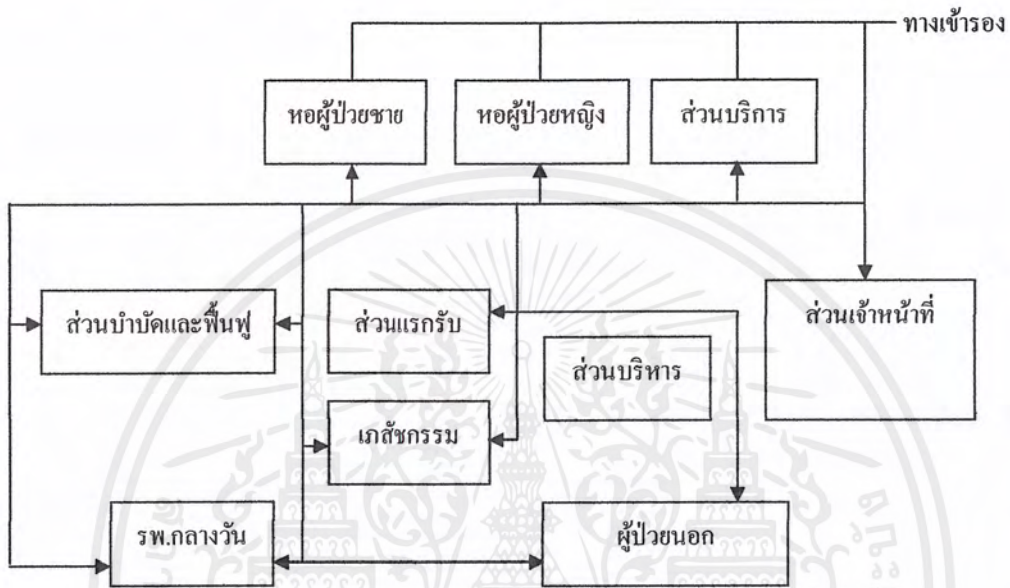 ทางเข้ารอง
หอผู้ป่วยชาย
หอผู้ป่วยหญิง
ส่วนบริการ
ส่วนบำบัดและฟื้นฟู
ส่วนแรกรับ
ส่วนเจ้าหน้าที่
ส่วนบริหาร
เภสัชกรรม
รพ.กลางวัน
ผู้ป่วยนอก